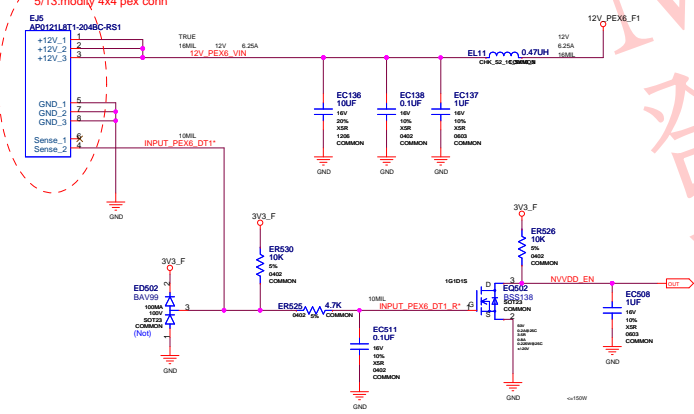 5/13.modify 4x4 pex conn
EJ5
AP0121L8T1-204BC-RS1
+12V_1
+12V_2
+12V_3
GND_1
GND_2
GND_3
Sense_1
Sense_2
1
2
3
5
7
8
6
4
TRUE
16MIL 12V 6.25A
12V_PEX6_VIN
10MIL
INPUT_PEX6_DT1*
GND
EC136
10UF
16V
20%
X5R
1206
COMMON
GND
EC138
0.1UF
16V
10%
X5R
0402
COMMON
GND
EC137
1UF
16V
10%
X5R
0603
COMMON
GND
EL11 0.47UH
12V_PEX6_F1
12V
6.25A
16MIL
3V3_F
ER530
10K
5%
0402
COMMON
3V3_F
ED502
BAV99
100MA
100V
SOT23
COMMON
(Not)
2
3
1
GND
ER525 4.7K
0402 5% COMMON
10MIL
INPUT_PEX6_DT1_R*
EC511
0.1UF
16V
10%
X5R
0402
COMMON
GND
3V3_F
ER526
10K
5%
0402
COMMON
1G1D1S
D
G
S
3
2
EQ502
BSS138
SOT23
COMMON
GND
NVVDD_EN
OUT
EC508
1UF
16V
10%
X5R
0603
COMMON
GND
<=150W